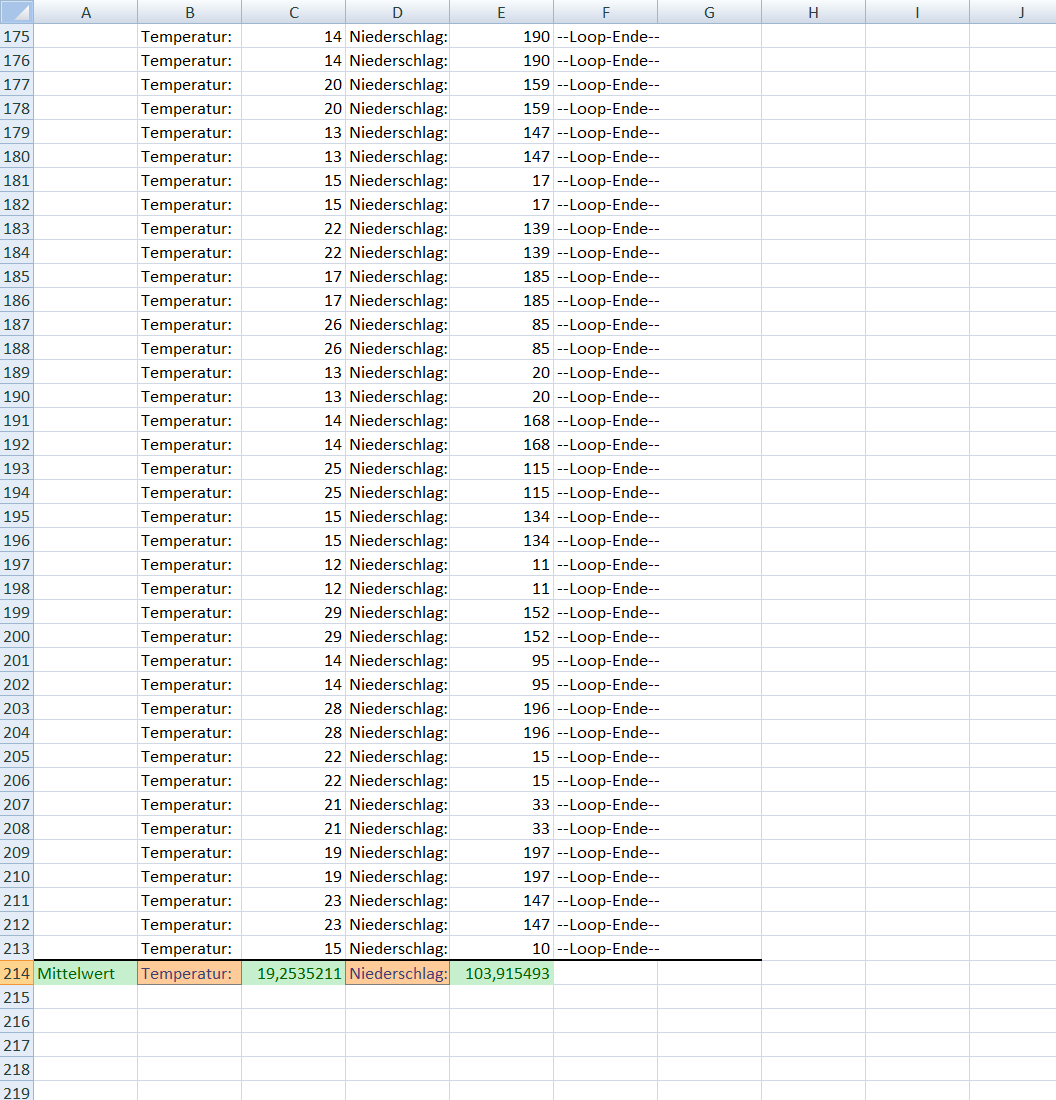 A B C D E F G H I J
175 Temperatur: 14 Niederschlag: 190 --Loop-Ende--
176 Temperatur: 14 Niederschlag: 190 --Loop-Ende--
177 Temperatur: 20 Niederschlag: 159 --Loop-Ende--
178 Temperatur: 20 Niederschlag: 159 --Loop-Ende--
179 Temperatur: 13 Niederschlag: 147 --Loop-Ende--
180 Temperatur: 13 Niederschlag: 147 --Loop-Ende--
181 Temperatur: 15 Niederschlag: 17 --Loop-Ende--
182 Temperatur: 15 Niederschlag: 17 --Loop-Ende--
183 Temperatur: 22 Niederschlag: 139 --Loop-Ende--
184 Temperatur: 22 Niederschlag: 139 --Loop-Ende--
185 Temperatur: 17 Niederschlag: 185 --Loop-Ende--
186 Temperatur: 17 Niederschlag: 185 --Loop-Ende--
187 Temperatur: 26 Niederschlag: 85 --Loop-Ende--
188 Temperatur: 26 Niederschlag: 85 --Loop-Ende--
189 Temperatur: 13 Niederschlag: 20 --Loop-Ende--
190 Temperatur: 13 Niederschlag: 20 --Loop-Ende--
191 Temperatur: 14 Niederschlag: 168 --Loop-Ende--
192 Temperatur: 14 Niederschlag: 168 --Loop-Ende--
193 Temperatur: 25 Niederschlag: 115 --Loop-Ende--
194 Temperatur: 25 Niederschlag: 115 --Loop-Ende--
195 Temperatur: 15 Niederschlag: 134 --Loop-Ende--
196 Temperatur: 15 Niederschlag: 134 --Loop-Ende--
197 Temperatur: 12 Niederschlag: 11 --Loop-Ende--
198 Temperatur: 12 Niederschlag: 11 --Loop-Ende--
199 Temperatur: 29 Niederschlag: 152 --Loop-Ende--
200 Temperatur: 29 Niederschlag: 152 --Loop-Ende--
201 Temperatur: 14 Niederschlag: 95 --Loop-Ende--
202 Temperatur: 14 Niederschlag: 95 --Loop-Ende--
203 Temperatur: 28 Niederschlag: 196 --Loop-Ende--
204 Temperatur: 28 Niederschlag: 196 --Loop-Ende--
205 Temperatur: 22 Niederschlag: 15 --Loop-Ende--
206 Temperatur: 22 Niederschlag: 15 --Loop-Ende--
207 Temperatur: 21 Niederschlag: 33 --Loop-Ende--
208 Temperatur: 21 Niederschlag: 33 --Loop-Ende--
209 Temperatur: 19 Niederschlag: 197 --Loop-Ende--
210 Temperatur: 19 Niederschlag: 197 --Loop-Ende--
211 Temperatur: 23 Niederschlag: 147 --Loop-Ende--
212 Temperatur: 23 Niederschlag: 147 --Loop-Ende--
213 Temperatur: 15 Niederschlag: 10 --Loop-Ende--
214 Mittelwert Temperatur: 19,2535211 Niederschlag: 103,915493
215
216
217
218
219